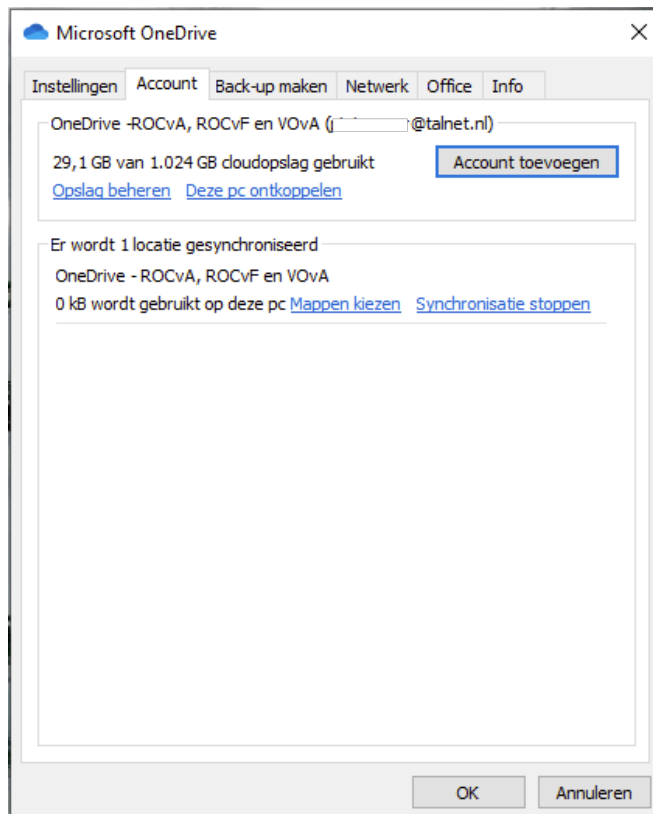 Microsoft OneDrive
Instellingen Account Back-up maken Netwerk Office Info
OneDrive -ROCvA, ROCvF en VOvA ( @talnet.nl)
29,1 GB van 1.024 GB cloudopslag gebruikt Account toevoegen
Opslag beheren Deze pc ontkoppelen
Er wordt 1 locatie gesynchroniseerd
OneDrive - ROCvA, ROCvF en VOvA
0 kB wordt gebruikt op deze pc Mappen kiezen Synchronisatie stoppen
OK Annuleren